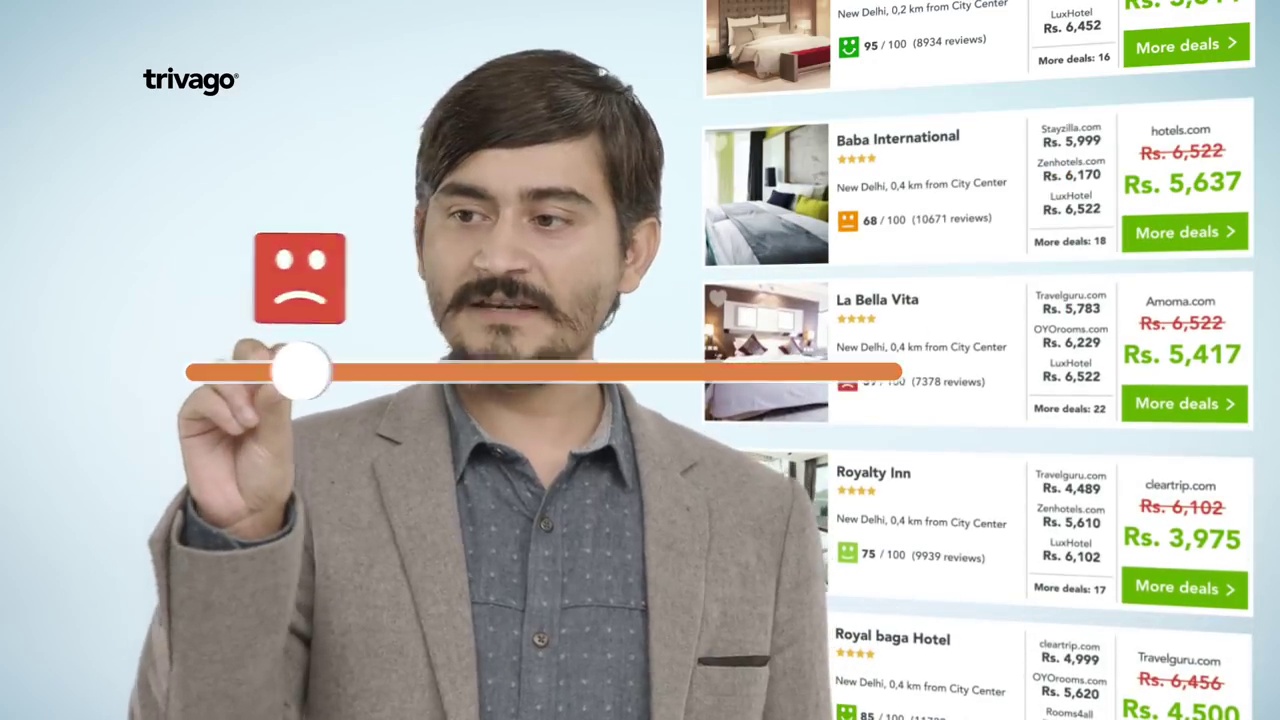 trivago®
New Delhi, 0,2 km from City Center
95 / 100 (8934 reviews)
LuxHotel
Rs. 6,452
More deals: 16
More deals >
Baba International
New Delhi, 0,4 km from City Center
68 / 100 (10671 reviews)
Stayzilla.com
Rs. 5,999
Zenhotels.com
Rs. 6,170
LuxHotel
Rs. 6,522
More deals: 18
hotels.com
Rs. 6,522
Rs. 5,637
More deals >
La Bella Vita
New Delhi, 0,4 km from City Center
(7378 reviews)
Travelguru.com
Rs. 5,783
OYOrooms.com
Rs. 6,229
LuxHotel
Rs. 6,522
More deals: 22
Amoma.com
Rs. 6,522
Rs. 5,417
More deals >
Royalty Inn
New Delhi, 0,4 km from City Center
75 / 100 (9939 reviews)
Travelguru.com
Rs. 4,489
Zenhotels.com
Rs. 5,610
LuxHotel
Rs. 6,102
More deals: 17
cleartrip.com
Rs. 6,102
Rs. 3,975
More deals >
Royal baga Hotel
New Delhi, 0,4 km from City Center
85 / 100
cleartrip.com
Rs. 4,999
OYOrooms.com
Rs. 5,620
Rooms4all
Travelguru.com
Rs. 6,456
Rs. 4,500